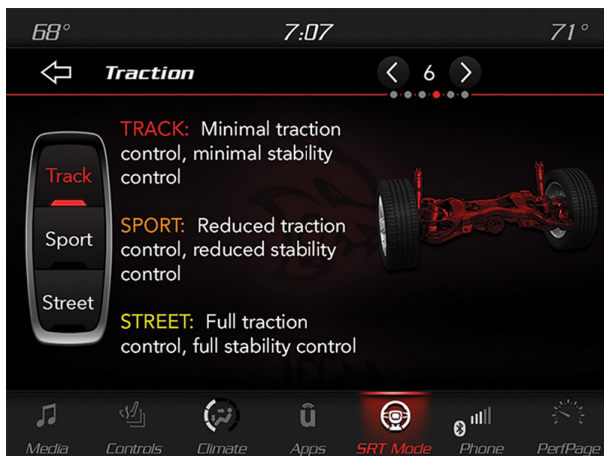 68°
7:07
71°
Traction
6
TRACK: Minimal traction
control, minimal stability
control
Track
SPORT: Reduced traction
control, reduced stability
control
Sport
STREET: Full traction
control, full stability control
Street
Media
Controls
Climate
Apps
SRT Mode
Phone
PerfPage